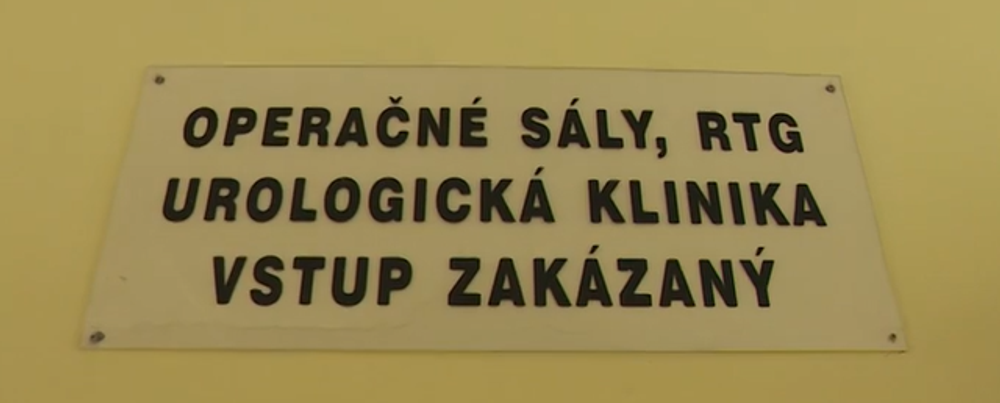 OPERAČNÉ SÁLY, RTG
UROLOGICKÁ KLINIKA
VSTUP ZAKÁZANÝ